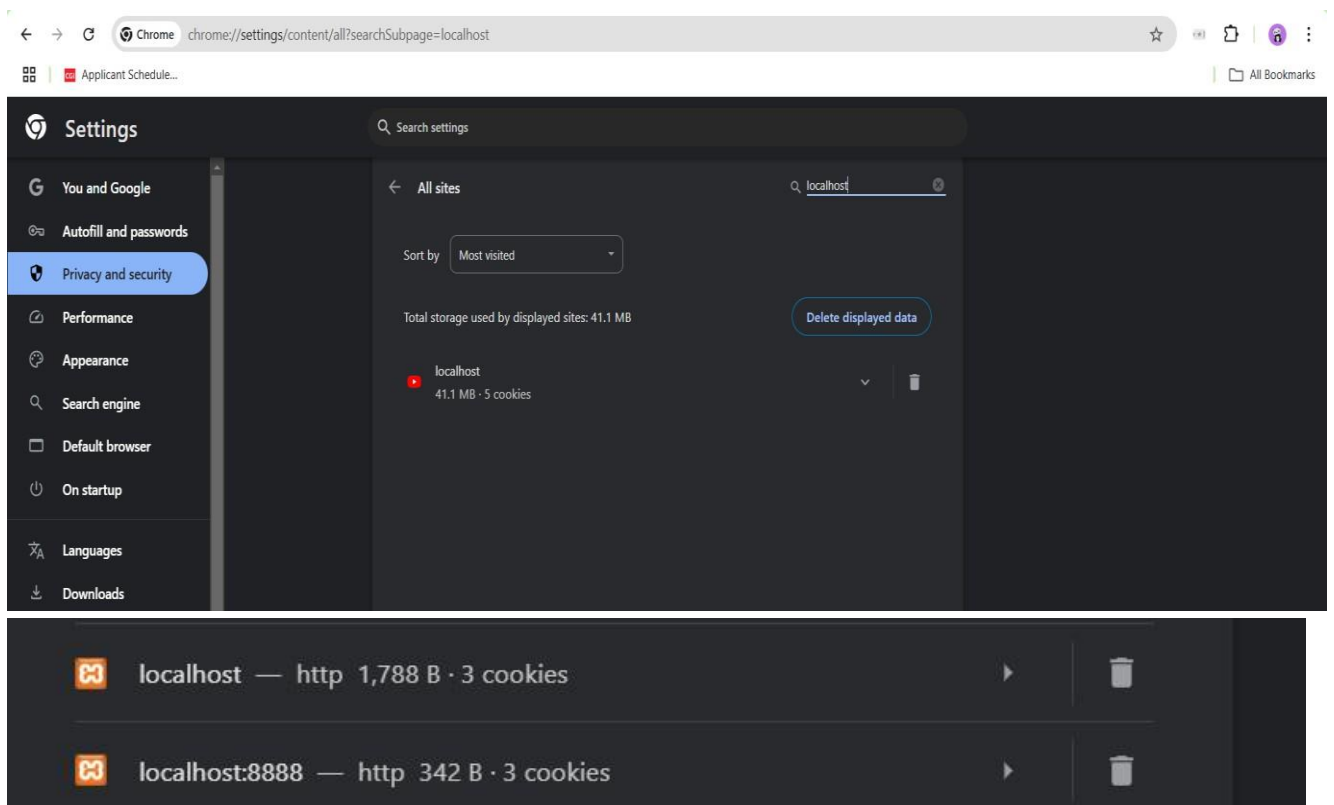 Chrome chrome://settings/content/all?searchSubpage=localhost
Applicant Schedule... All Bookmarks
Settings Search settings
You and Google
All sites localhost
Autofill and passwords
Sort by Most visited
Privacy and security
Performance
Total storage used by displayed sites: 41.1 MB Delete displayed data
Appearance
localhost
41.1 MB · 5 cookies
Search engine
Default browser
On startup
Languages
Downloads
localhost — http 1,788 B · 3 cookies
localhost:8888 — http 342 B · 3 cookies